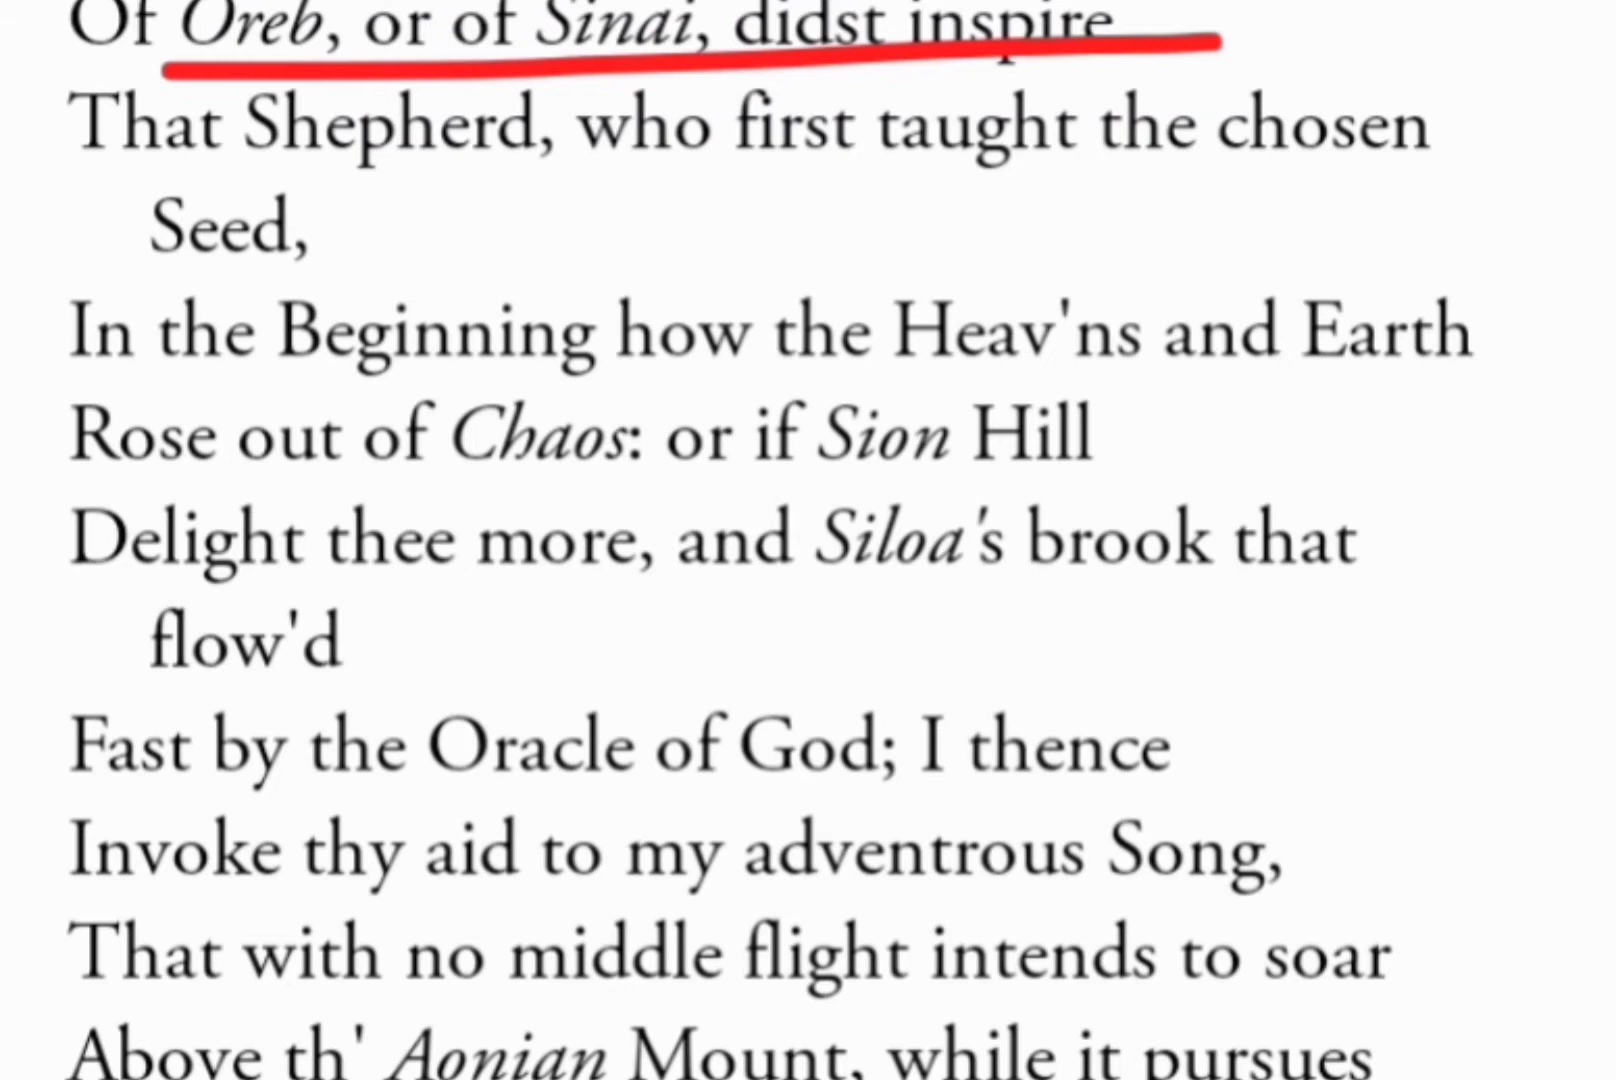 Of Oreb, or of Sinai, didst inspire
That Shepherd, who first taught the chosen
Seed,
In the Beginning how the Heav'ns and Earth
Rose out of Chaos: or if Sion Hill
Delight thee more, and Siloa's brook that
flow'd
Fast by the Oracle of God; I thence
Invoke thy aid to my adventrous Song,
That with no middle flight intends to soar
Above th' Aonian Mount, while it pursues